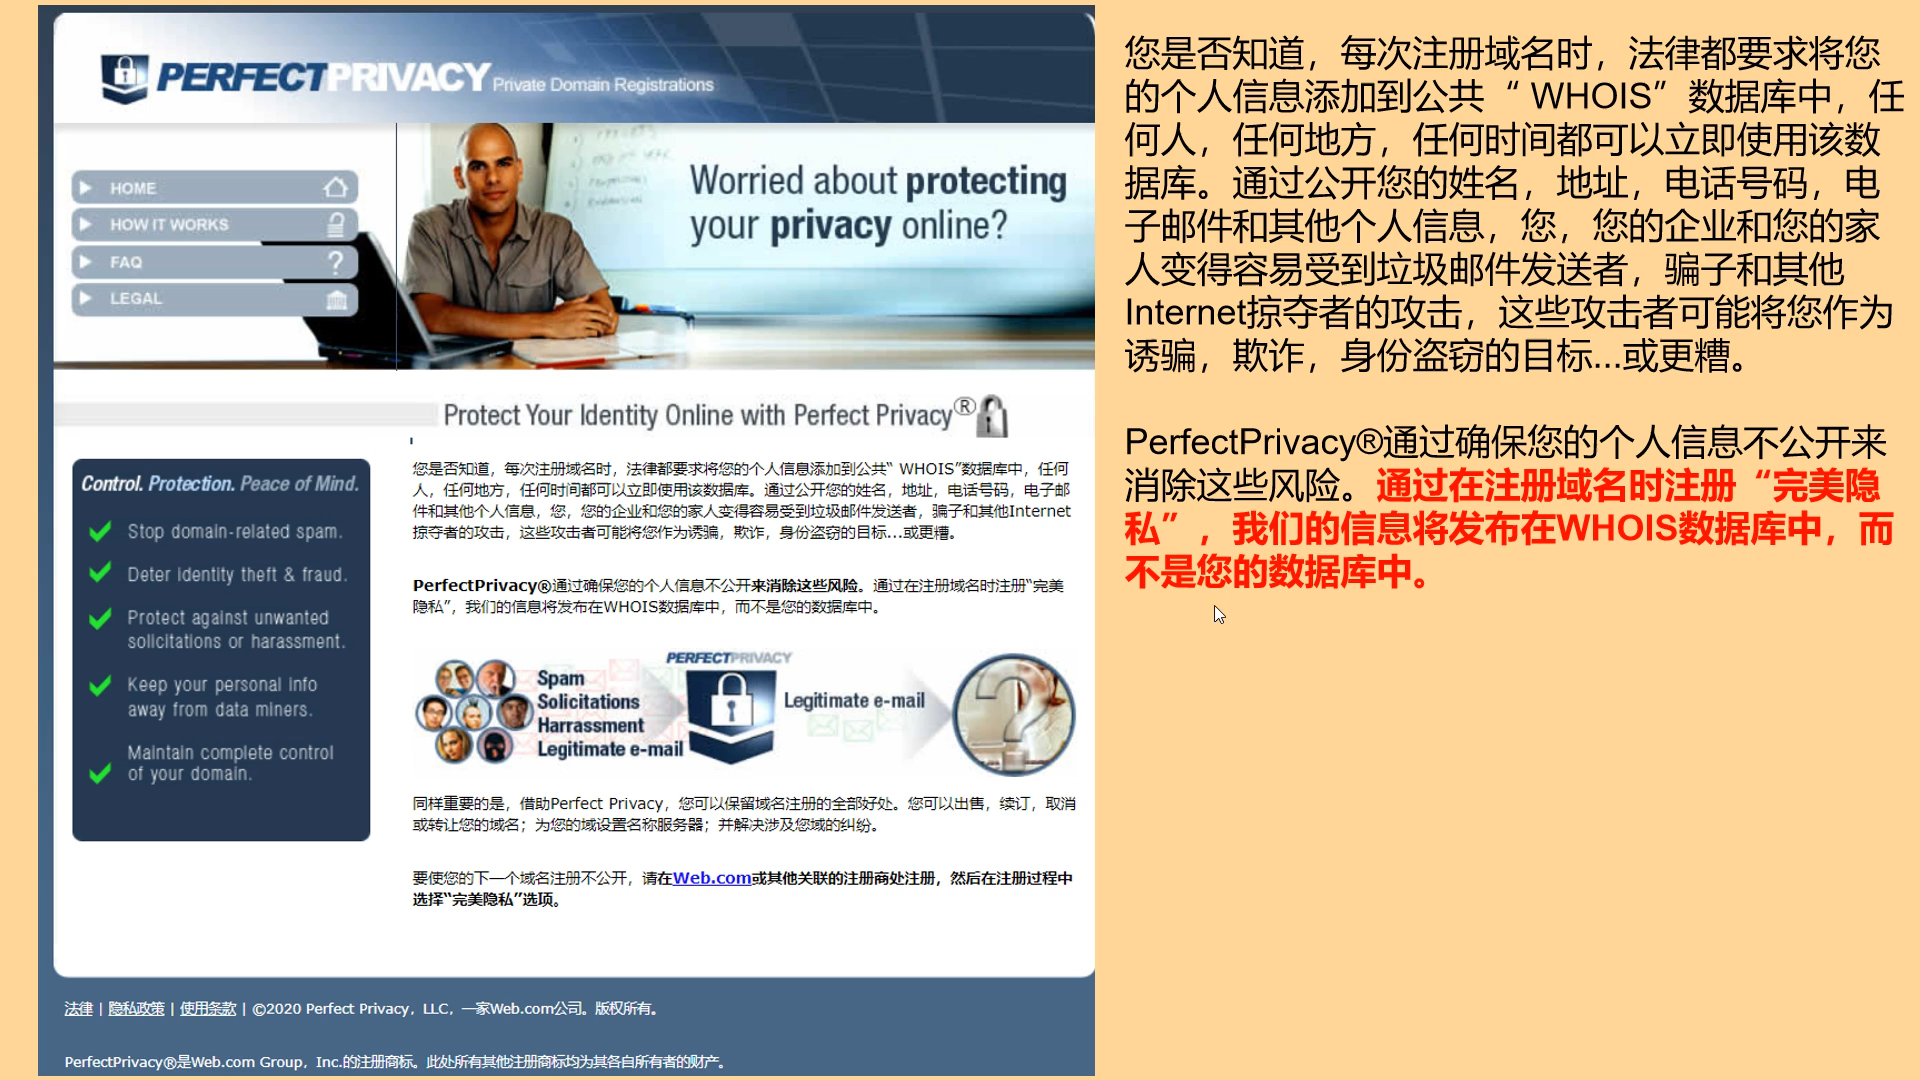 PERFECTPRIVACY Private Domain Registrations
HOME
HOW IT WORKS
FAQ
LEGAL
Worried about protecting
your privacy online?
Protect Your Identity Online with Perfect Privacy®
Control. Protection. Peace of Mind.
Stop domain-related spam.
Deter identity theft & fraud.
Protect against unwanted
solicitations or harassment.
Keep your personal info
away from data miners.
Maintain complete control
of your domain.
您是否知道，每次注册域名时，法律都要求将您的个人信息添加到公共“ WHOIS”数据库中，任何
人，任何地方，任何时间都可以立即使用该数据库。通过公开您的姓名，地址，电话号码，电子邮
件和其他个人信息，您，您的企业和您的家人变得容易受到垃圾邮件发送者，骗子和其他Internet
掠夺者的攻击，这些攻击者可能将您作为诱骗，欺诈，身份盗窃的目标...或更糟。
PerfectPrivacy®通过确保您的个人信息不公开来消除这些风险。通过在注册域名时注册“完美
隐私”，我们的信息将发布在WHOIS数据库中，而不是您的数据库中。
PERFECTPRIVACY
Spam
Solicitations
Harrassment
Legitimate e-mail
Legitimate e-mail
同样重要的是，借助Perfect Privacy，您可以保留域名注册的全部好处。您可以出售，续订，取消
或转让您的域名；为您的域设置名称服务器；并解决涉及您域的纠纷。
要使您的下一个域名注册不公开，请在Web.com或其他关联的注册商处注册，然后在注册过程中
选择“完美隐私”选项。
法律 | 隐私政策 | 使用条款 | ©2020 Perfect Privacy，LLC，一家Web.com公司。版权所有。
PerfectPrivacy®是Web.com Group，Inc.的注册商标。此处所有其他注册商标均为其各自所有者的财产。
您是否知道，每次注册域名时，法律都要求将您
的个人信息添加到公共“ WHOIS”数据库中，任
何人，任何地方，任何时间都可以立即使用该数
据库。通过公开您的姓名，地址，电话号码，电
子邮件和其他个人信息，您，您的企业和您的家
人变得容易受到垃圾邮件发送者，骗子和其他
Internet掠夺者的攻击，这些攻击者可能将您作为
诱骗，欺诈，身份盗窃的目标...或更糟。
PerfectPrivacy®通过确保您的个人信息不公开来
消除这些风险。通过在注册域名时注册“完美隐
私”，我们的信息将发布在WHOIS数据库中，而
不是您的数据库中。